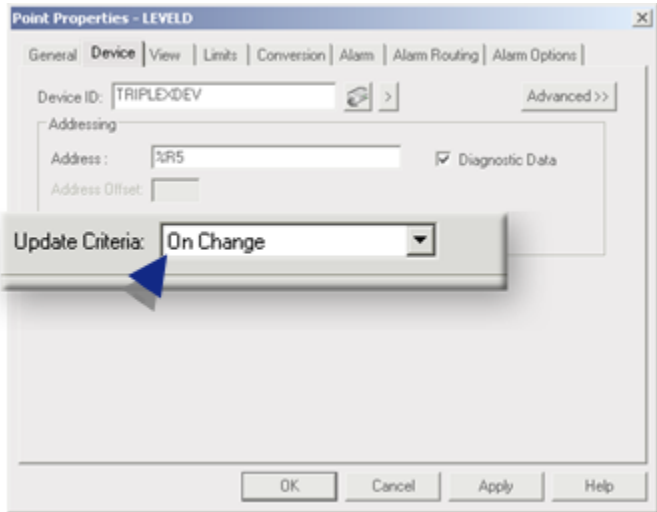 Point Properties - LEVELD
General Device View Limits Conversion Alarm Alarm Routing Alarm Options
Device ID: TRIPLEXDEV > Advanced >>
Addressing
Address : %R5 Diagnostic Data
Address Offset:
Update Criteria: On Change
OK Cancel Apply Help